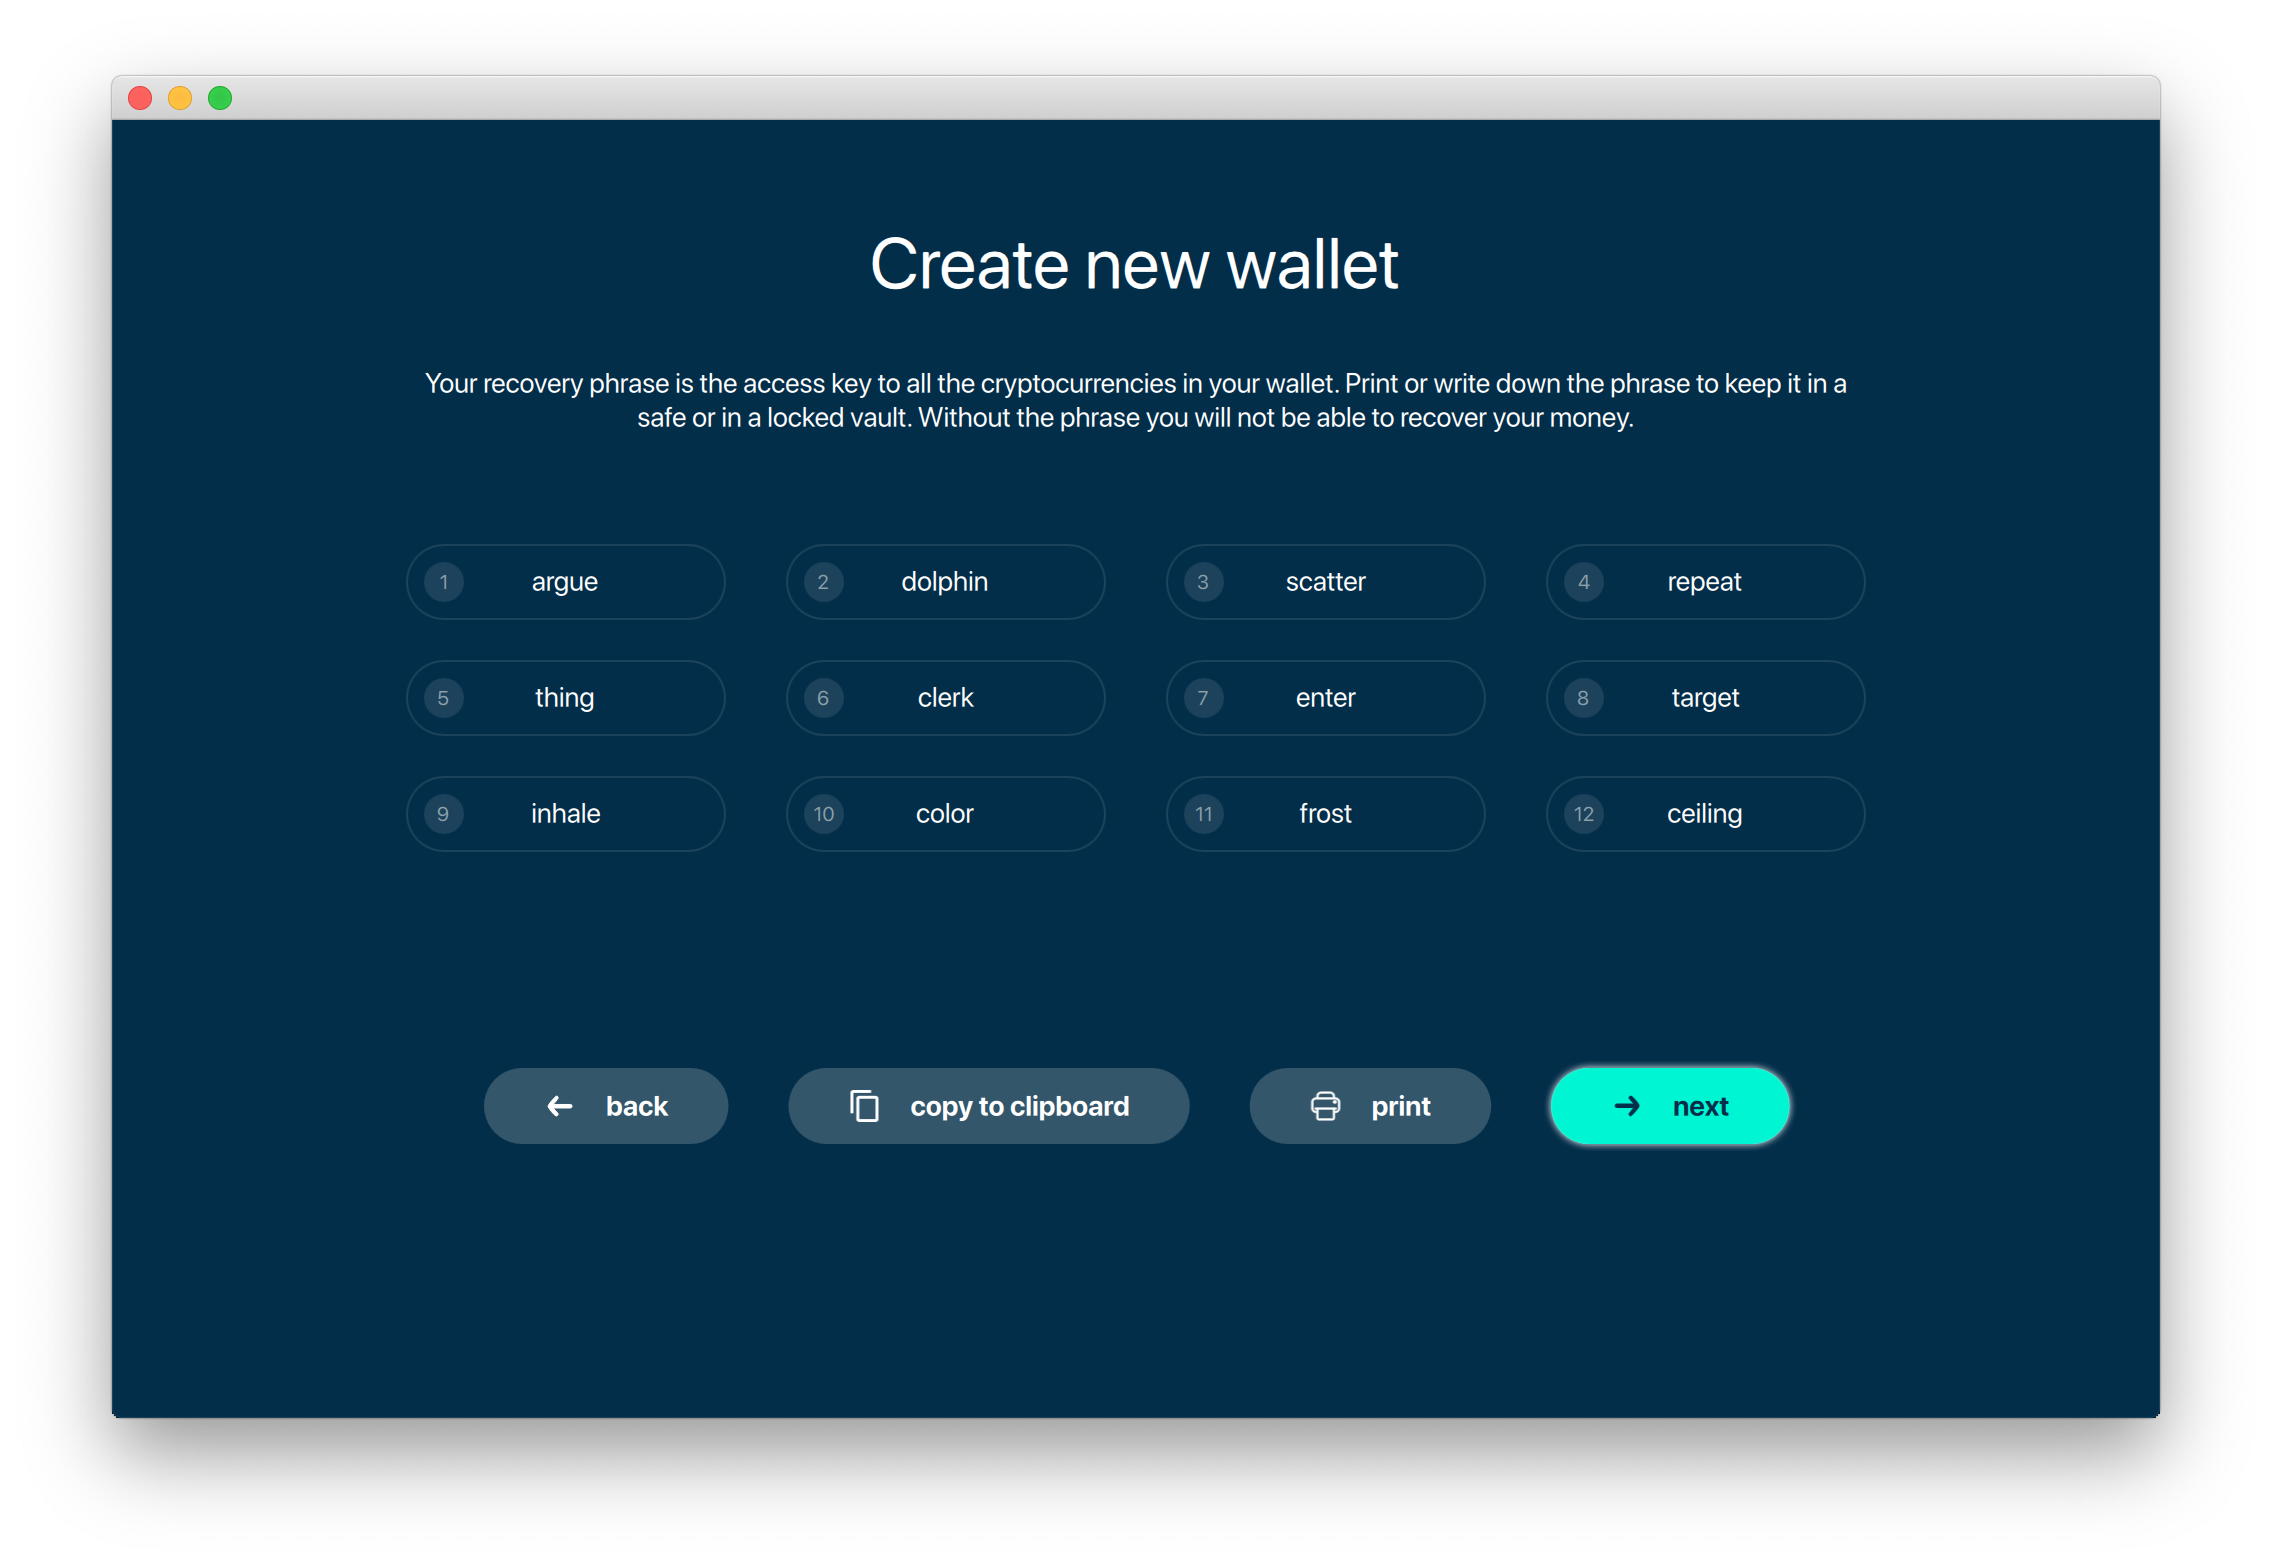 Create new wallet
Your recovery phrase is the access key to all the cryptocurrencies in your wallet. Print or write down the phrase to keep it in a
safe or in a locked vault. Without the phrase you will not be able to recover your money.
1 argue 2 dolphin 3 scatter 4 repeat
5 thing 6 clerk 7 enter 8 target
9 inhale 10 color 11 frost 12 ceiling
back copy to clipboard print next